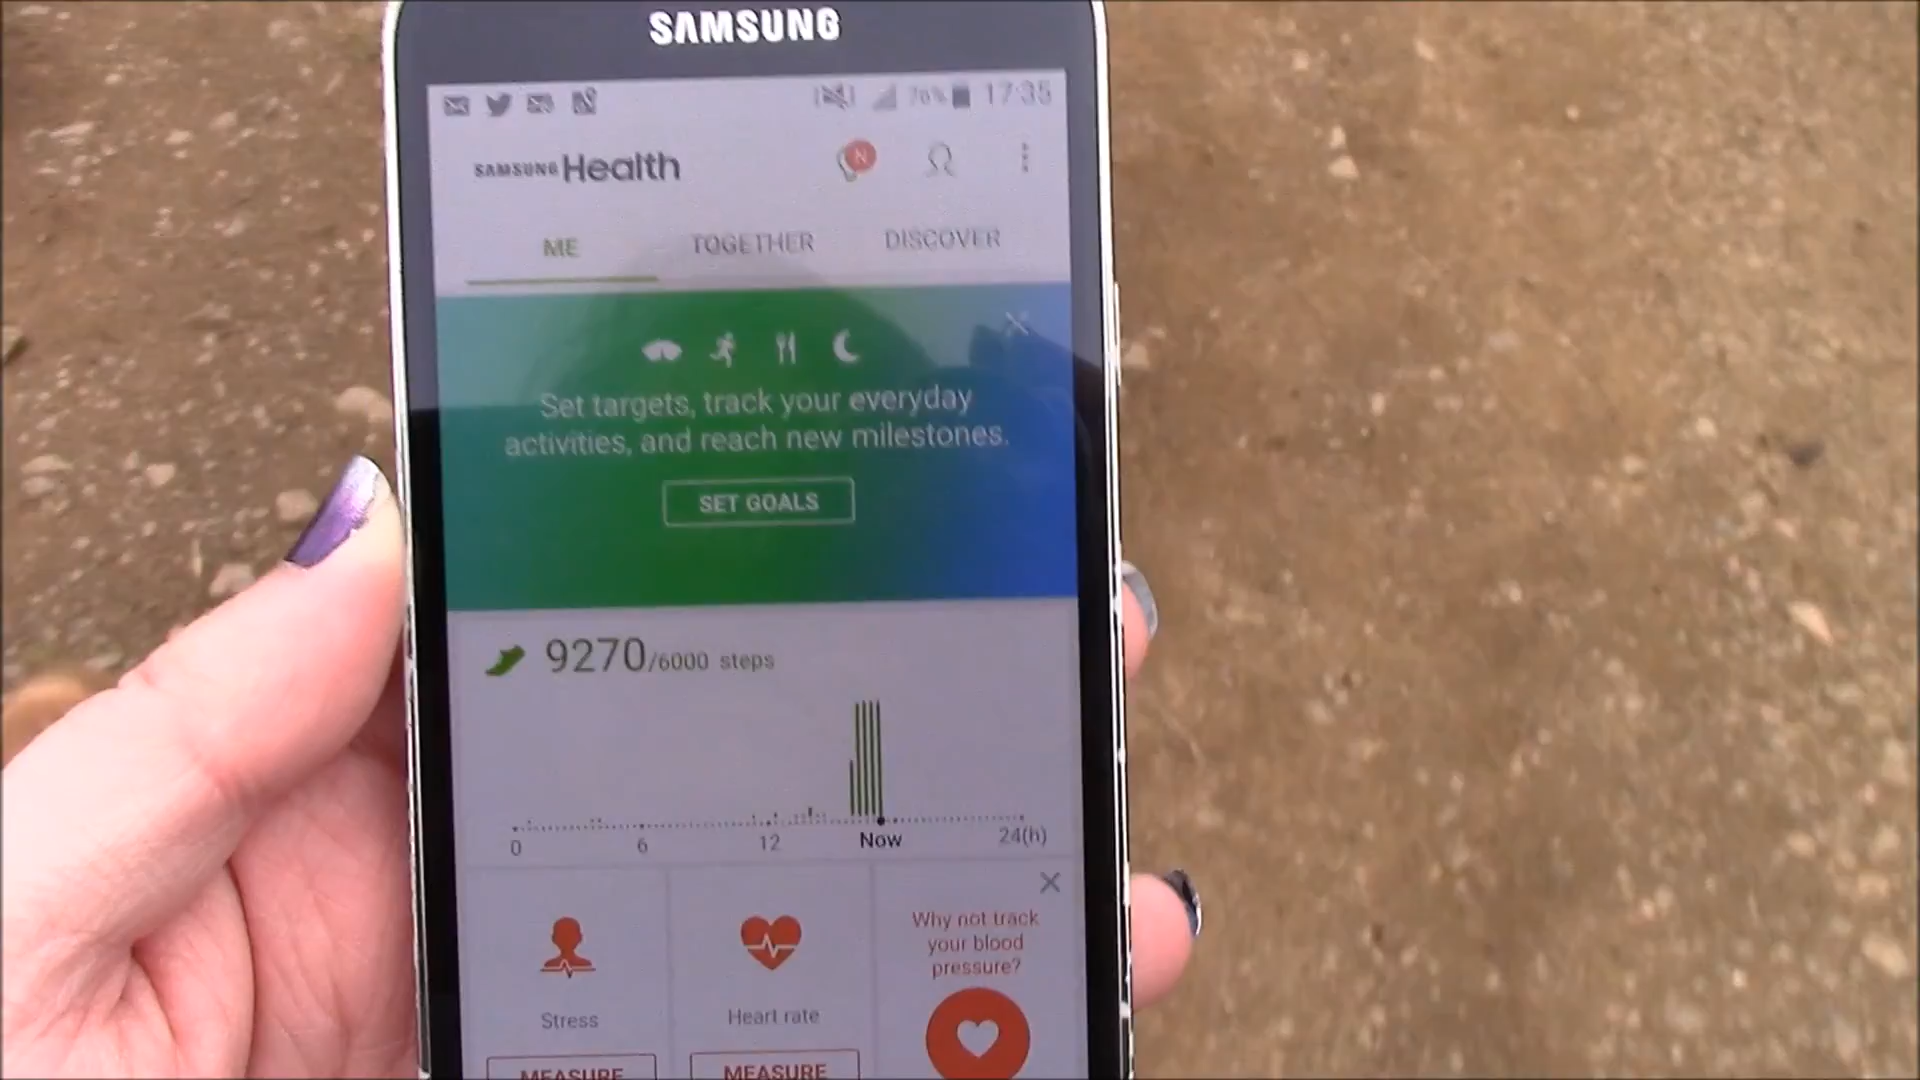 SAMSUNG
76% 17:35
SAMSUNG Health
N
ME TOGETHER DISCOVER
Set targets, track your everyday
activities, and reach new milestones.
SET GOALS
9270/6000 steps
0 6 12 Now 24(h)
Why not track
your blood
pressure?
Stress Heart rate
MEASURE MEASURE